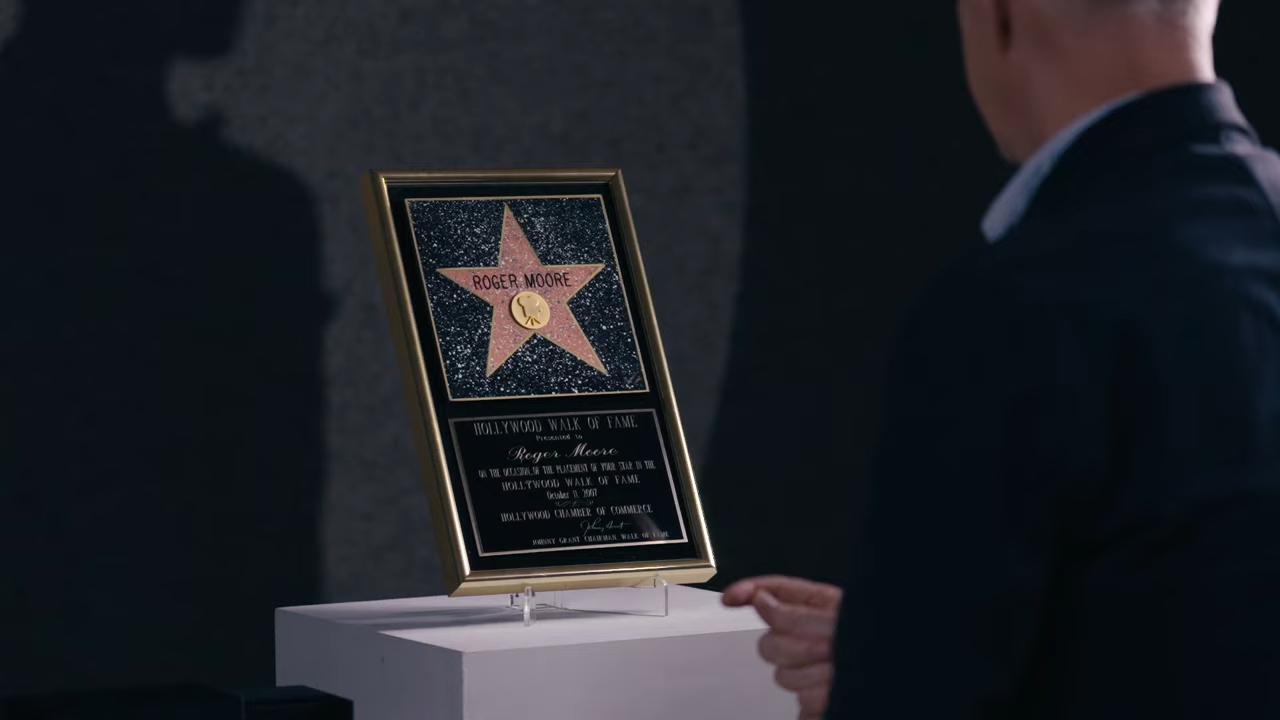 ROGER MOORE
HOLLYWOOD WALK OF FAME
Presented to
Roger Moore
ON THE OCCASION OF THE PLACEMENT OF YOUR STAR IN THE
HOLLYWOOD WALK OF FAME
October 11, 2007
HOLLYWOOD CHAMBER OF COMMERCE
Johnny Grant
JOHNNY GRANT CHAIRMAN WALK OF FAME